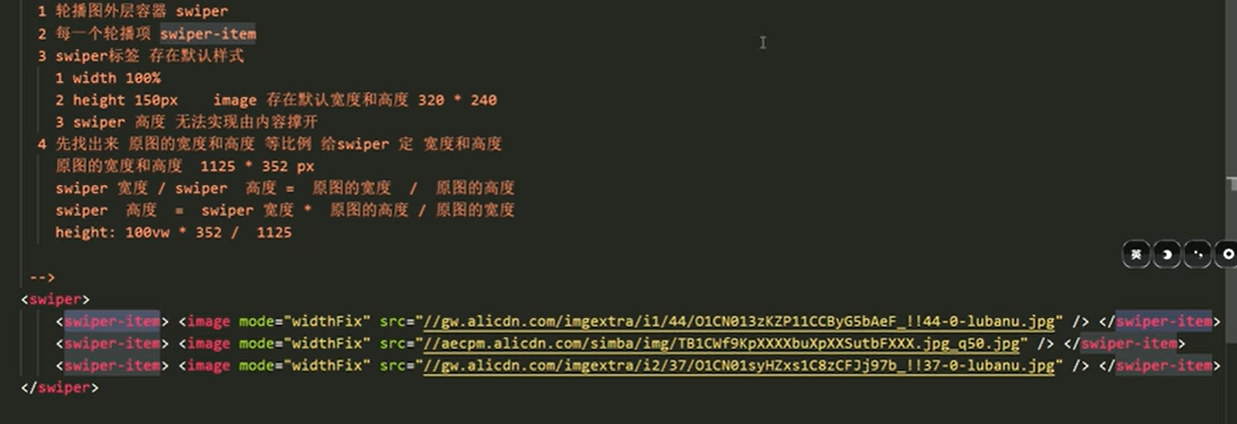 1 轮播图外层容器 swiper
2 每一个轮播项 swiper-item
3 swiper标签 存在默认样式
1 width 100%
2 height 150px    image 存在默认宽度和高度 320 * 240
3 swiper 高度 无法实现由内容撑开
4 先找出来 原图的宽度和高度 等比例 给swiper 定 宽度和高度
原图的宽度和高度  1125 * 352 px
swiper 宽度 / swiper  高度 =  原图的宽度  /  原图的高度
swiper  高度  =  swiper 宽度 *  原图的高度 / 原图的宽度
height: 100vw * 352 /  1125
英
-->
<swiper>
<swiper-item> <image mode="widthFix" src="//gw.alicdn.com/imgextra/i1/44/O1CN013zKZP11CCByG5bAeF_!!44-0-lubanu.jpg" /> </swiper-item>
<swiper-item> <image mode="widthFix" src="//aecpm.alicdn.com/simba/img/TB1CWf9KpXXXXbuXpXXSutbFXXX.jpg_q50.jpg" /> </swiper-item>
<swiper-item> <image mode="widthFix" src="//gw.alicdn.com/imgextra/i2/37/O1CN01syHZxs1C8zCFJj97b_!!37-0-lubanu.jpg" /> </swiper-item>
</swiper>